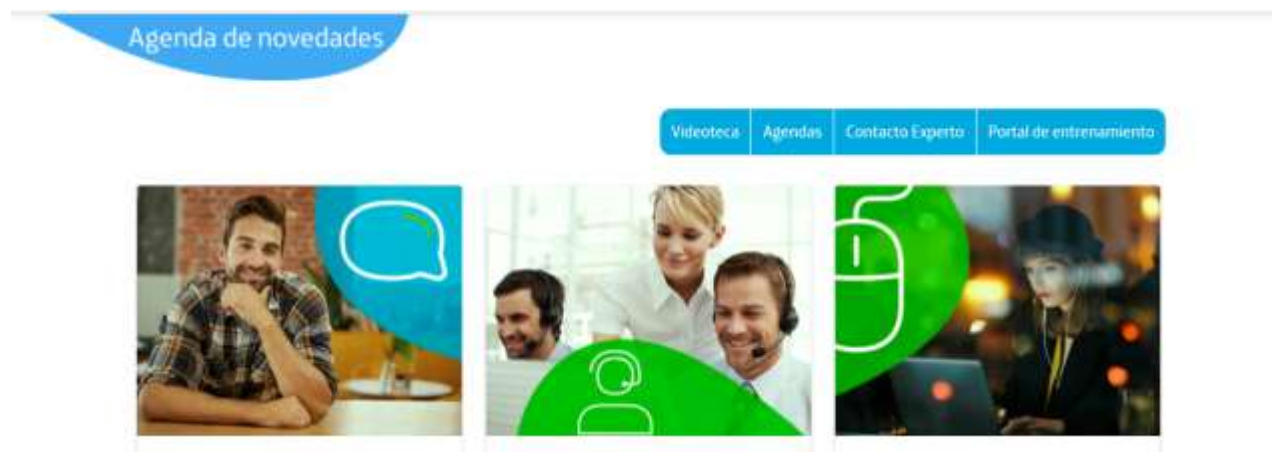 Agenda de novedades
Videoteca Agendas Contacto Experto Portal de entrenamiento